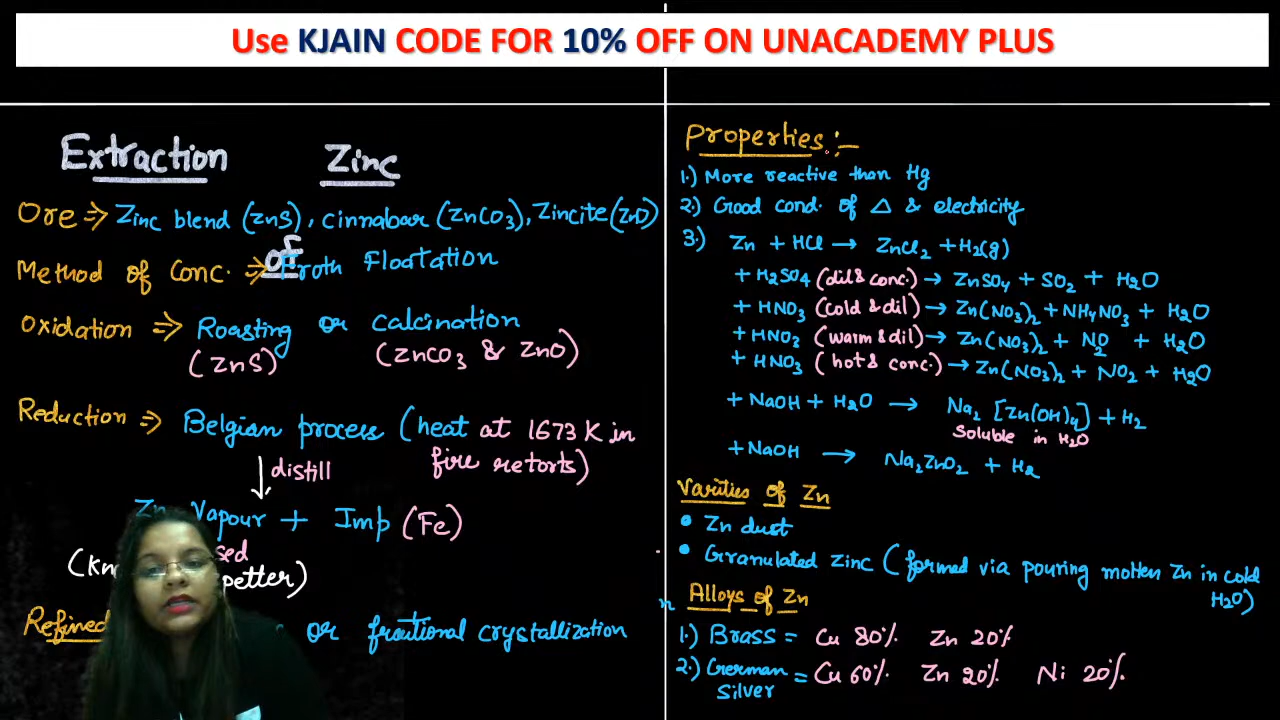 Use KJAIN CODE FOR 10% OFF ON UNACADEMY PLUS
Extraction of Zinc
Ore ⇒ Zinc blend (ZnS), cinnabar (ZnCO3), Zincite (ZnO)
Method of Conc. ⇒ Froth Floatation
Oxidation ⇒ Roasting or calcination
(ZnS) (ZnCO3 & ZnO)
Reduction ⇒ Belgian process (heat at 1673 K in
fire retorts)
↓ distill
Zn Vapour + Imp (Fe)
sed
petter)
Refined or frautional crystallization
Properties:-
1.) More reactive than Hg
2.) Good cond. of △ & electricity
3.) Zn + HCl → ZnCl2 + H2(g)
+ H2SO4 (dil & conc.) → ZnSO4 + SO2 + H2O
+ HNO3 (cold & dil) → Zn(NO3)2 + NH4NO3 + H2O
+ HNO3 (warm & dil) → Zn(NO3)2 + NO2 + H2O
+ HNO3 (hot & conc.) → Zn(NO3)2 + NO2 + H2O
+ NaOH + H2O → Na2 [Zn(OH)4] + H2
Soluble in H2O
+ NaOH → Na2ZnO2 + H2
Varities of Zn
• Zn dust
• Granulated Zinc (formed via pouring molten Zn in cold
H2O)
Alloys of Zn
1.) Brass = Cu 80% Zn 20%
2.) German = Cu 60% Zn 20% Ni 20%
Silver